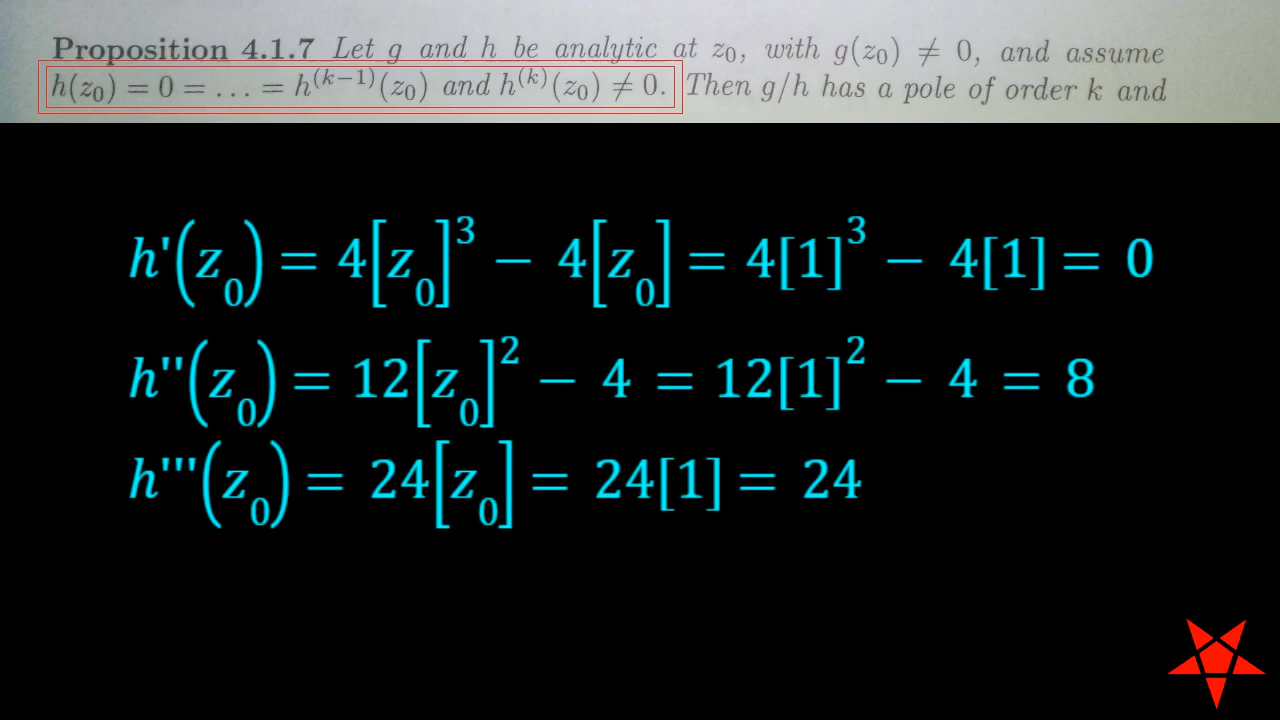 Proposition 4.1.7 Let g and h be analytic at z₀, with g(z₀) ≠ 0, and assume
h(z₀) = 0 = ... = h⁽ᵏ⁻¹⁾(z₀) and h⁽ᵏ⁾(z₀) ≠ 0. Then g/h has a pole of order k and
h'(z₀) = 4[z₀]³ − 4[z₀] = 4[1]³ − 4[1] = 0
h''(z₀) = 12[z₀]² − 4 = 12[1]² − 4 = 8
h'''(z₀) = 24[z₀] = 24[1] = 24